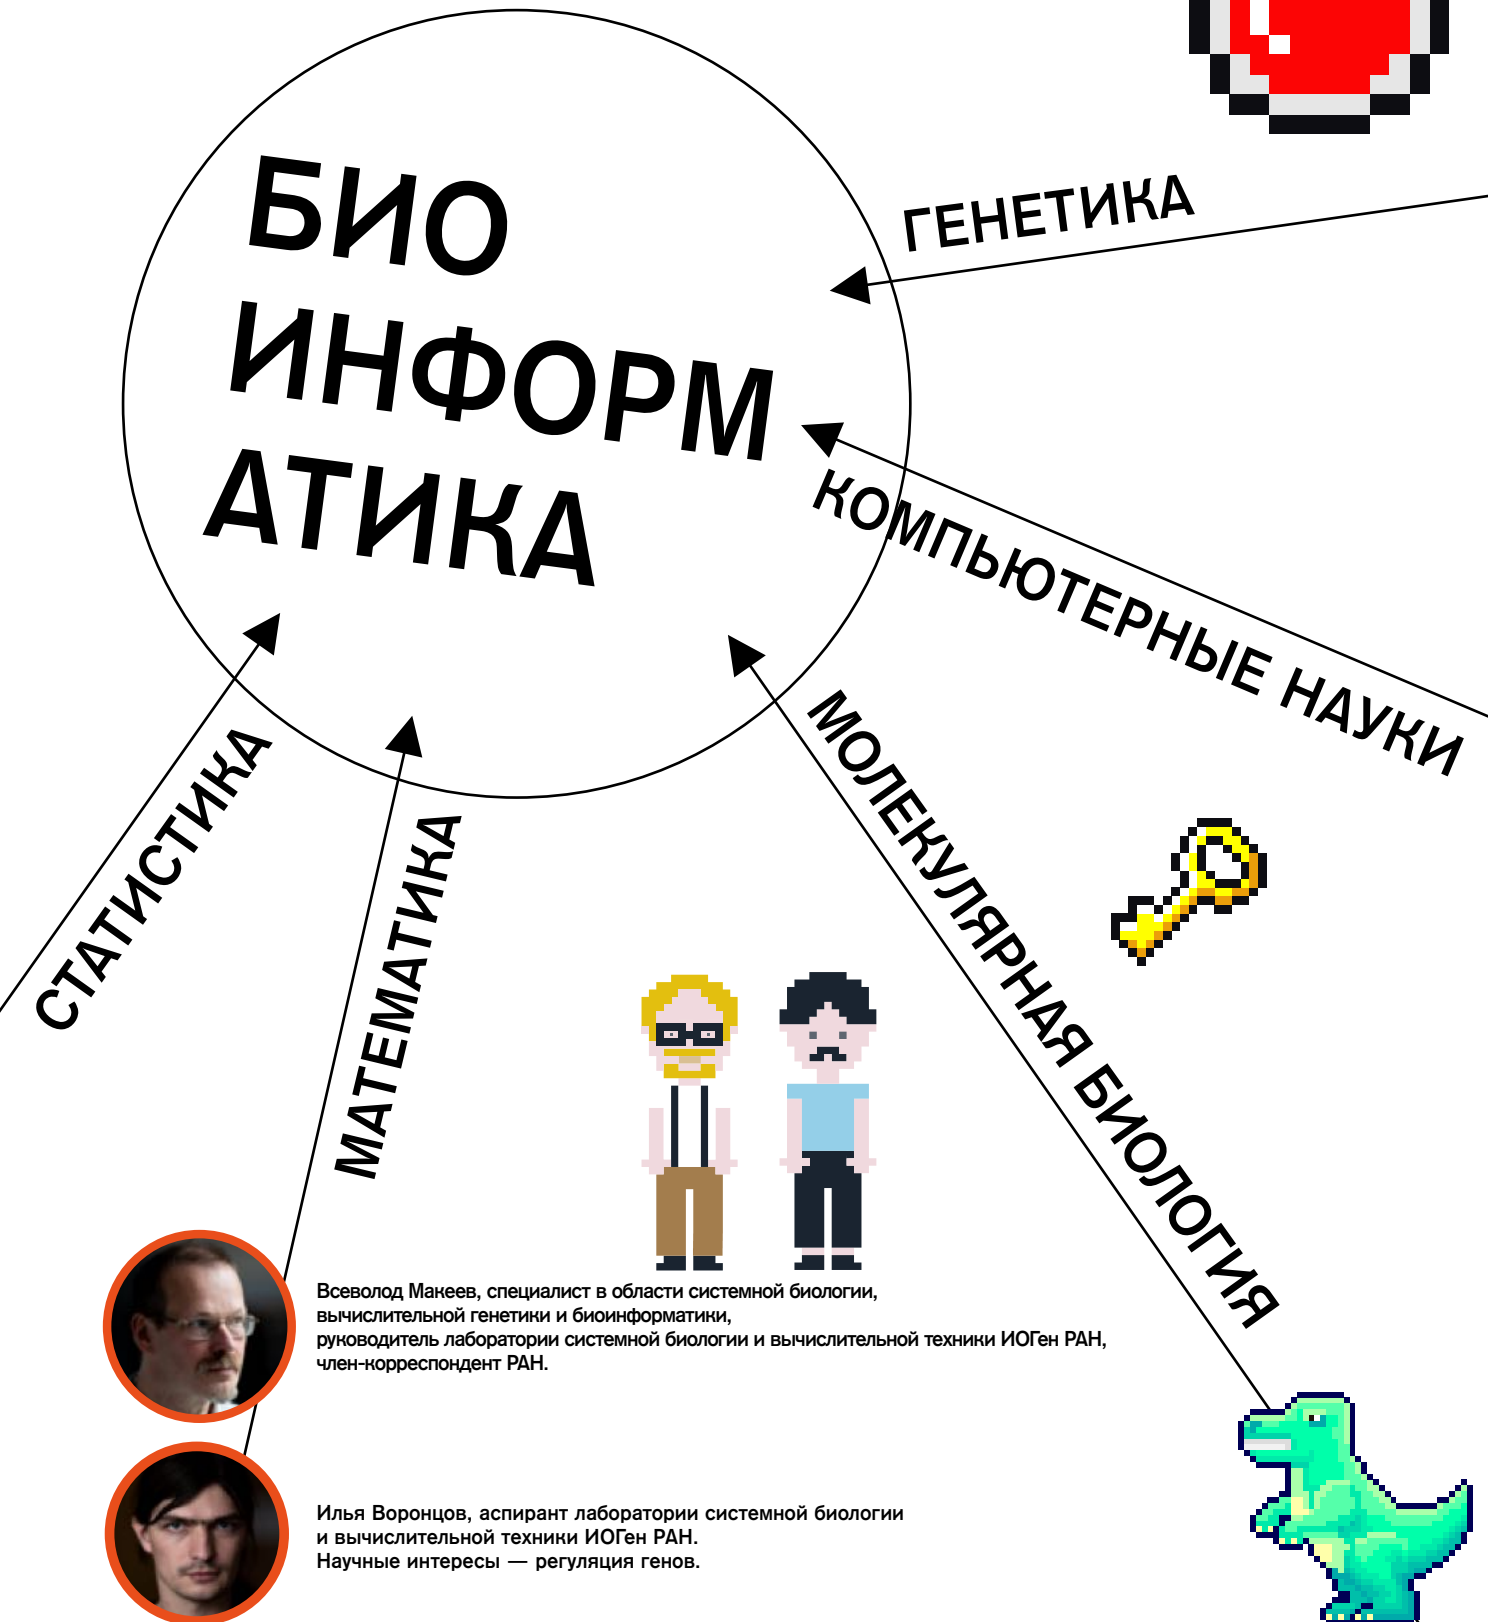 БИО
ИНФОРМ
АТИКА
ГЕНЕТИКА
КОМПЬЮТЕРНЫЕ НАУКИ
МОЛЕКУЛЯРНАЯ БИОЛОГИЯ
СТАТИСТИКА
МАТЕМАТИКА
Всеволод Макеев, специалист в области системной биологии,
вычислительной генетики и биоинформатики,
руководитель лаборатории системной биологии и вычислительной техники ИОГен РАН,
член-корреспондент РАН.
Илья Воронцов, аспирант лаборатории системной биологии
и вычислительной техники ИОГен РАН.
Научные интересы — регуляция генов.